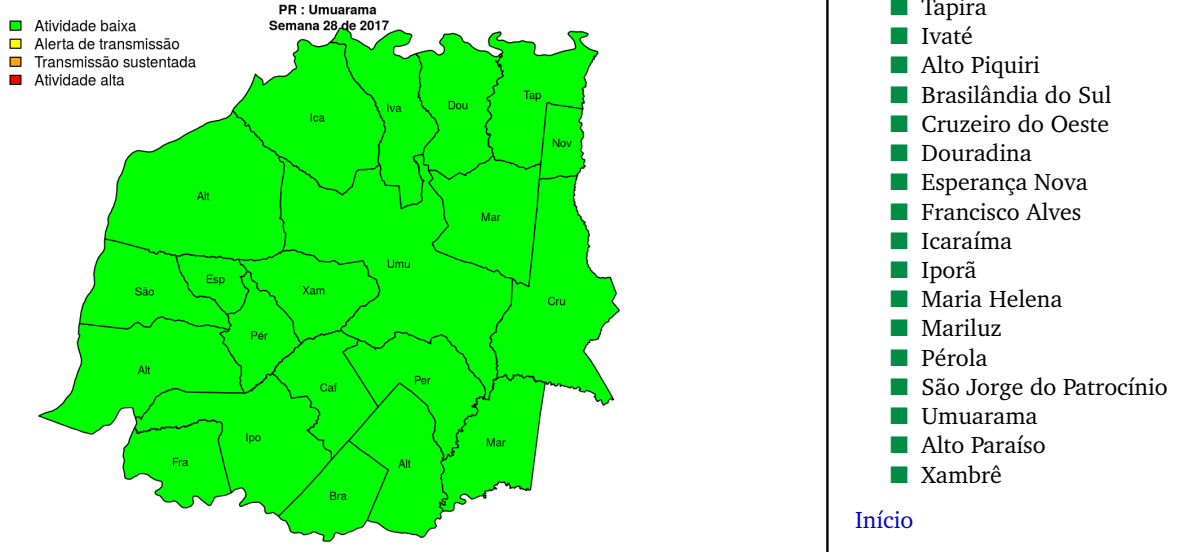 PR : Umuarama
Semana 28 de 2017
Atividade baixa
Alerta de transmissão
Transmissão sustentada
Atividade alta
Ica
Iva
Dou
Tap
Nov
Alt
Mar
Umu
Esp
São
Xam
Cru
Pér
Alt
Caf
Per
Ipo
Mar
Fra
Alt
Bra
Tapira
Ivaté
Alto Piquiri
Brasilândia do Sul
Cruzeiro do Oeste
Douradina
Esperança Nova
Francisco Alves
Icaraíma
Iporã
Maria Helena
Mariluz
Pérola
São Jorge do Patrocínio
Umuarama
Alto Paraíso
Xambrê
Início